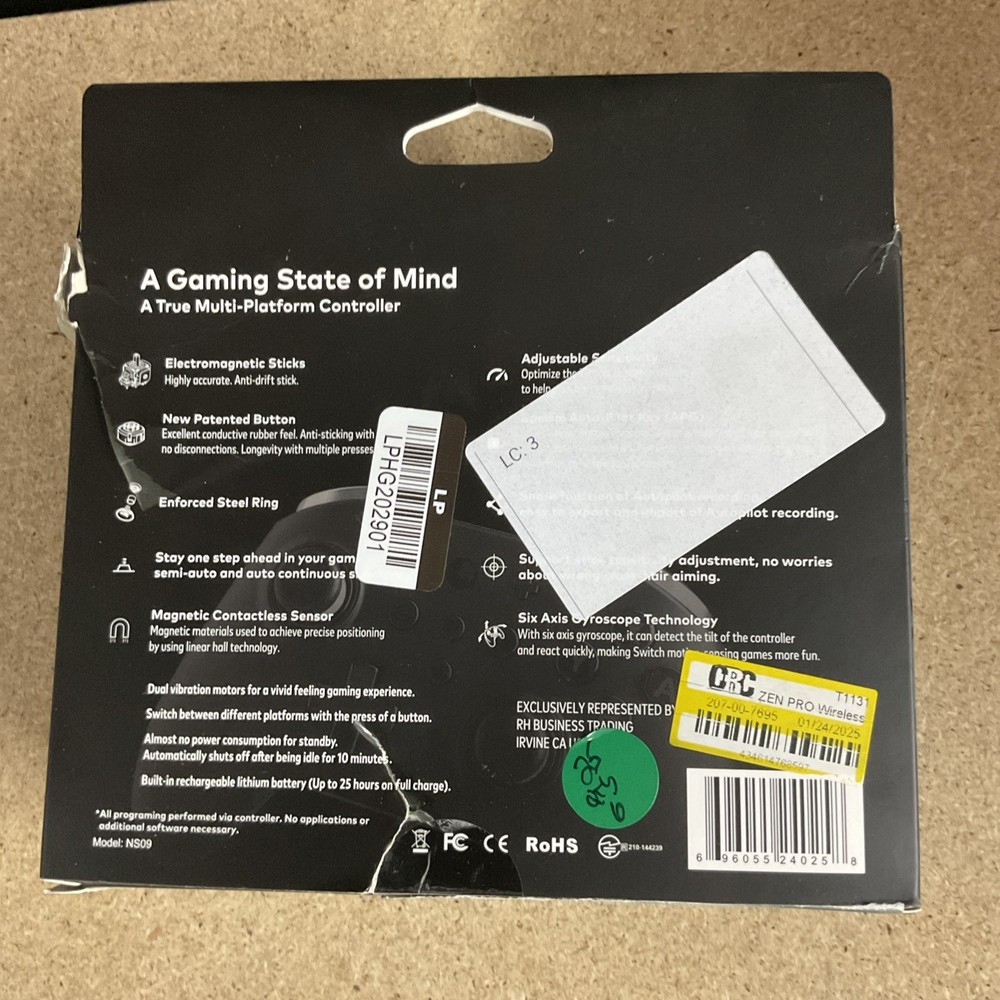 A Gaming State of Mind
A True Multi-Platform Controller
Electromagnetic Sticks
Highly accurate. Anti-drift stick.
New Patented Button
Excellent conductive rubber feel. Anti-sticking with
no disconnections. Longevity with multiple presses
Enforced Steel Ring
Stay one step ahead in your
semi-auto and auto continuous
Magnetic Contactless Sensor
Magnetic materials used to achieve precise positioning
by using linear hall technology.
Dual vibration motors for a vivid feeling gaming experience.
Switch between different platforms with the press of a button.
Almost no power consumption for standby.
Automatically shuts off after being idle for 10 minutes.
Built-in rechargeable lithium battery (Up to 25 hours on full charge).
*All programing performed via controller. No applications or
additional software necessary.
Model: NS09
LP
LPHG202901
Adjustable
Optimize the
to help
LC: 3
recording.
adjustment, no worries
aiming.
Six Axis Gyroscope Technology
With six axis gyroscope, it can detect the tilt of the controller
and react quickly, making Switch motion sensing games more fun.
EXCLUSIVELY REPRESENTED BY
RH BUSINESS TRADING
IRVINE CA
CRC
T1131
ZEN PRO Wireless
207-00-7695 01/24/2025
FC CE RoHS
R 210-144239
6 96055 24025 8